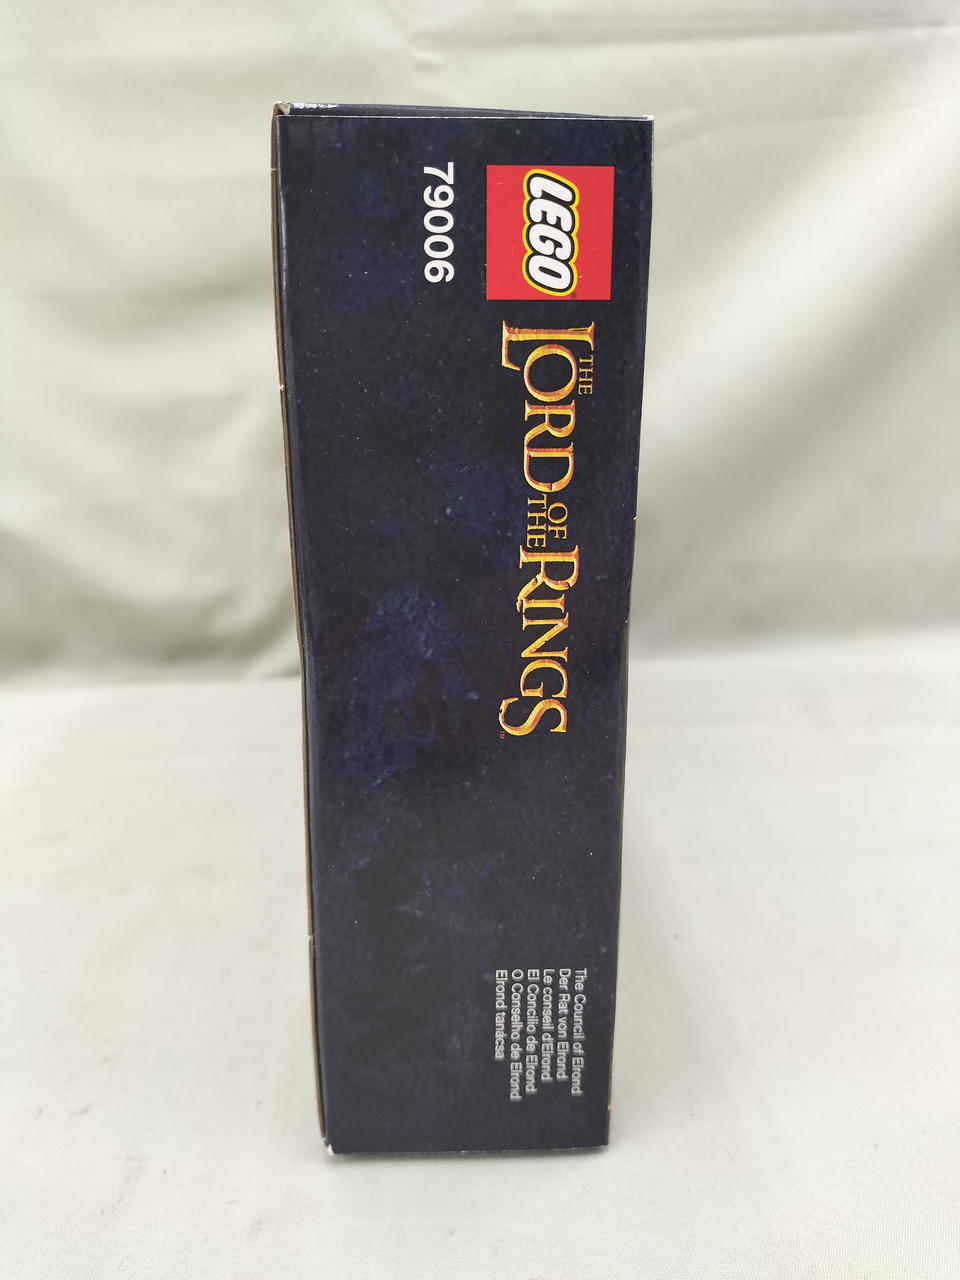 LEGO®
THE
LORD
OF
THE
RINGS™
79006
The Council of Elrond
Der Rat von Elrond
Le conseil d'Elrond
El Concilio de Elrond
O Conselho de Elrond
Elrond tanácsa